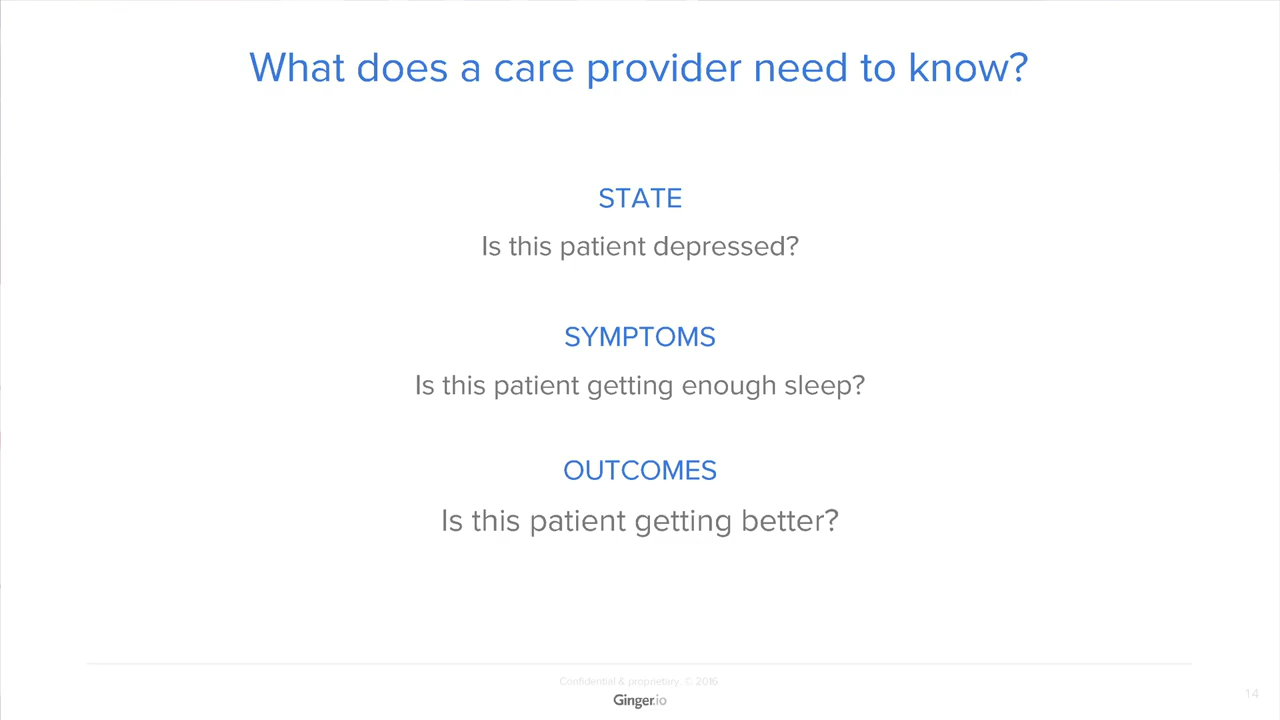 What does a care provider need to know?
STATE
Is this patient depressed?
SYMPTOMS
Is this patient getting enough sleep?
OUTCOMES
Is this patient getting better?
Confidential & proprietary. © 2016
Ginger.io
14